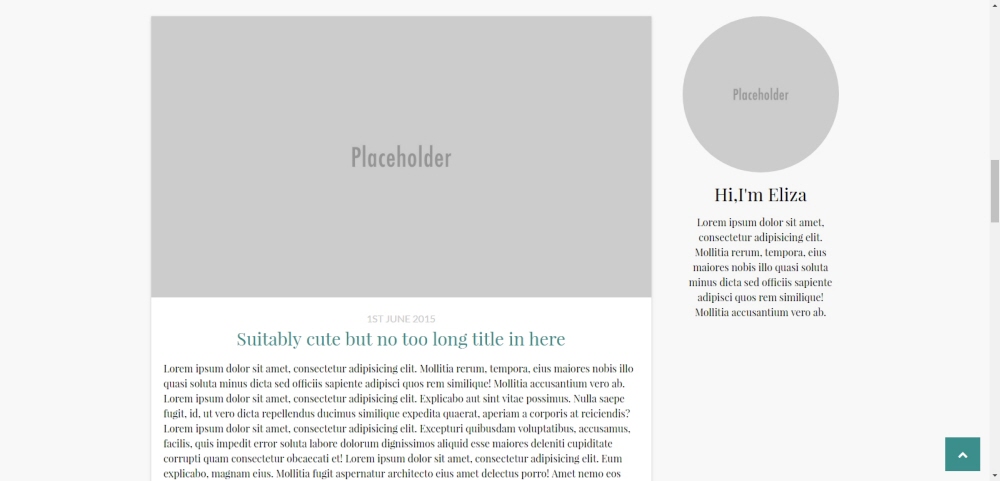 Placeholder
1ST JUNE 2015
Suitably cute but no too long title in here
Lorem ipsum dolor sit amet, consectetur adipisicing elit. Mollitia rerum, tempora, eius maiores nobis illo
quasi soluta minus dicta sed officiis sapiente adipisci quos rem similique! Mollitia accusantium vero ab.
Lorem ipsum dolor sit amet, consectetur adipisicing elit. Explicabo aut sint vitae possimus. Nulla saepe
fugit, id, ut vero dicta repellendus ducimus similique expedita quaerat, aperiam a corporis at reiciendis?
Lorem ipsum dolor sit amet, consectetur adipisicing elit. Excepturi quibusdam voluptatibus, accusamus,
facilis, quis impedit error soluta labore dolorum dignissimos aliquid esse maiores deleniti cupiditate
corrupti quam consectetur obcaecati et! Lorem ipsum dolor sit amet, consectetur adipisicing elit. Eum
explicabo, magnam eius. Mollitia fugit aspernatur architecto eius amet delectus porro! Amet nemo eos
Placeholder
Hi,I'm Eliza
Lorem ipsum dolor sit amet,
consectetur adipisicing elit.
Mollitia rerum, tempora, eius
maiores nobis illo quasi soluta
minus dicta sed officiis sapiente
adipisci quos rem similique!
Mollitia accusantium vero ab.